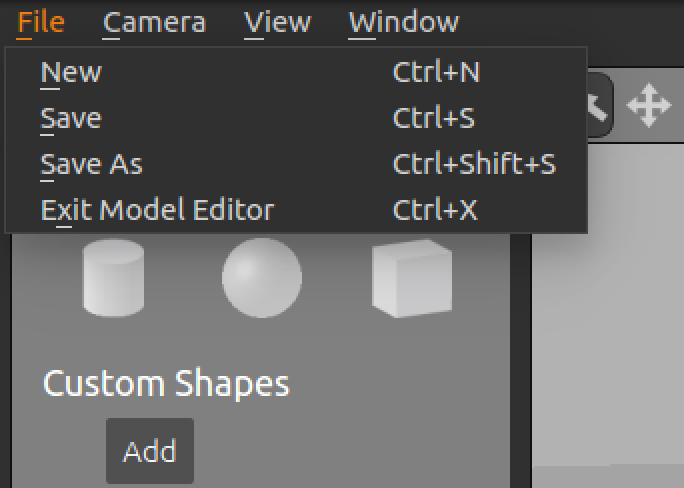 File Camera View Window
New Ctrl+N
Save Ctrl+S
Save As Ctrl+Shift+S
Exit Model Editor Ctrl+X
Custom Shapes
Add